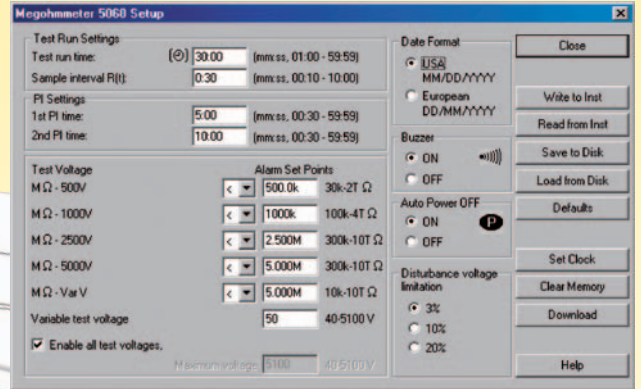 Megohmmeter 5060 Setup
Test Run Settings
Test run time: 30:00 (mm:ss, 01:00 - 59:59)
Sample interval R(t): 0:30 (mm:ss, 00:10 - 10:00)
PI Settings
1st PI time: 5:00 (mm:ss, 00:30 - 59:59)
2nd PI time: 10:00 (mm:ss, 00:30 - 59:59)
Test Voltage Alarm Set Points
MΩ - 500V < 500.0k 30k-2T Ω
MΩ - 1000V < 1000k 100k-4T Ω
MΩ - 2500V < 2.500M 300k-10T Ω
MΩ - 5000V < 5.000M 300k-10T Ω
MΩ - Var V < 5.000M 10k-10T Ω
Variable test voltage 50 40-5100 V
Enable all test voltages.
Maximum voltage: 5100 40-5100 V
Date Format
USA
MM/DD/YYYY
European
DD/MM/YYYY
Buzzer
ON
OFF
Auto Power OFF
ON P
OFF
Disturbance voltage
limitation
3%
10%
20%
Close
Write to Inst
Read from Inst
Save to Disk
Load from Disk
Defaults
Set Clock
Clear Memory
Download
Help